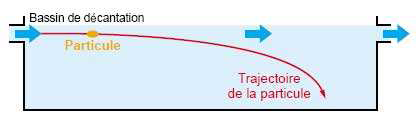 Bassin de décantation
Particule
Trajectoire
de la particule